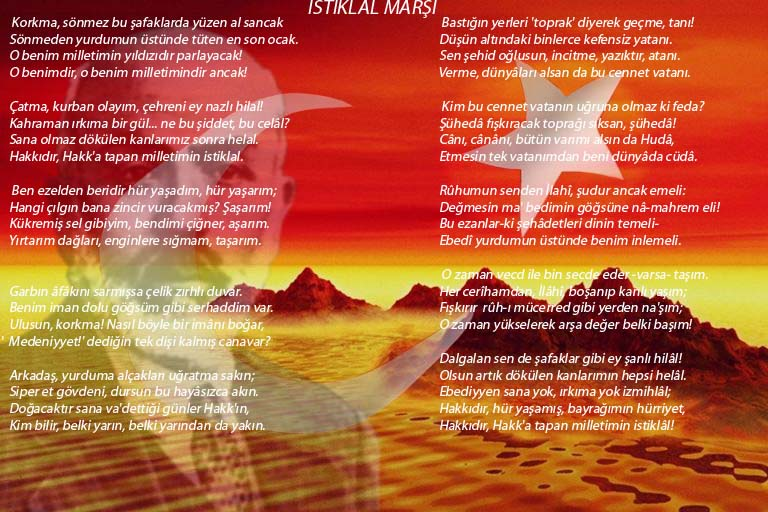 İSTİKLAL MARŞI
Korkma, sönmez bu şafaklarda yüzen al sancak
Sönmeden yurdumun üstünde tüten en son ocak.
O benim milletimin yıldızıdır parlayacak!
O benimdir, o benim milletimindir ancak!
Çatma, kurban olayım, çehreni ey nazlı hilal!
Kahraman ırkıma bir gül... ne bu şiddet, bu celâl?
Sana olmaz dökülen kanlarımız sonra helal.
Hakkıdır, Hakk'a tapan milletimin istiklal.
Ben ezelden beridir hür yaşadım, hür yaşarım;
Hangi çılgın bana zincir vuracakmış? Şaşarım!
Kükremiş sel gibiyim, bendimi çiğner, aşarım.
Yırtarım dağları, enginlere sığmam, taşarım.
Garbın âfâkını sarmışsa çelik zırhlı duvar.
Benim iman dolu göğsüm gibi serhaddim var.
Ulusun, korkma! Nasıl böyle bir imânı boğar,
' Medeniyyet!' dediğin tek dişi kalmış canavar?
Arkadaş, yurduma alçakları uğratma sakın;
Siper et gövdeni, dursun bu hayâsızca akın.
Doğacaktır sana va'dettiği günler Hakk'ın,
Kim bilir, belki yarın, belki yarından da yakın.
Bastığın yerleri 'toprak' diyerek geçme, tanı!
Düşün altındaki binlerce kefensiz yatanı.
Sen şehid oğlusun, incitme, yazıktır, atanı.
Verme, dünyâları alsan da bu cennet vatanı.
Kim bu cennet vatanın uğruna olmaz ki feda?
Şühedâ fışkıracak toprağı sıksan, şühedâ!
Cânı, cânânı, bütün varımı alsın da Hudâ,
Etmesin tek vatanımdan beni dünyâda cüdâ.
Rûhumun senden İlahî, şudur ancak emeli:
Değmesin ma' bedimin göğsüne nâ-mahrem eli!
Bu ezanlar-ki şehâdetleri dinin temeli-
Ebedî yurdumun üstünde benim inlemeli.
O zaman vecd ile bin secde eder -varsa- taşım.
Her cerîhamdan, İlâhî, boşanıp kanlı yaşım;
Fışkırır rûh-ı mücerred gibi yerden na'şım;
O zaman yükselerek arşa değer belki başım!
Dalgalan sen de şafaklar gibi ey şanlı hilâl!
Olsun artık dökülen kanlarımın hepsi helâl.
Ebediyyen sana yok, ırkıma yok izmihlâl;
Hakkıdır, hür yaşamış, bayrağımın hürriyet,
Hakkıdır, Hakk'a tapan milletimin istiklâl!